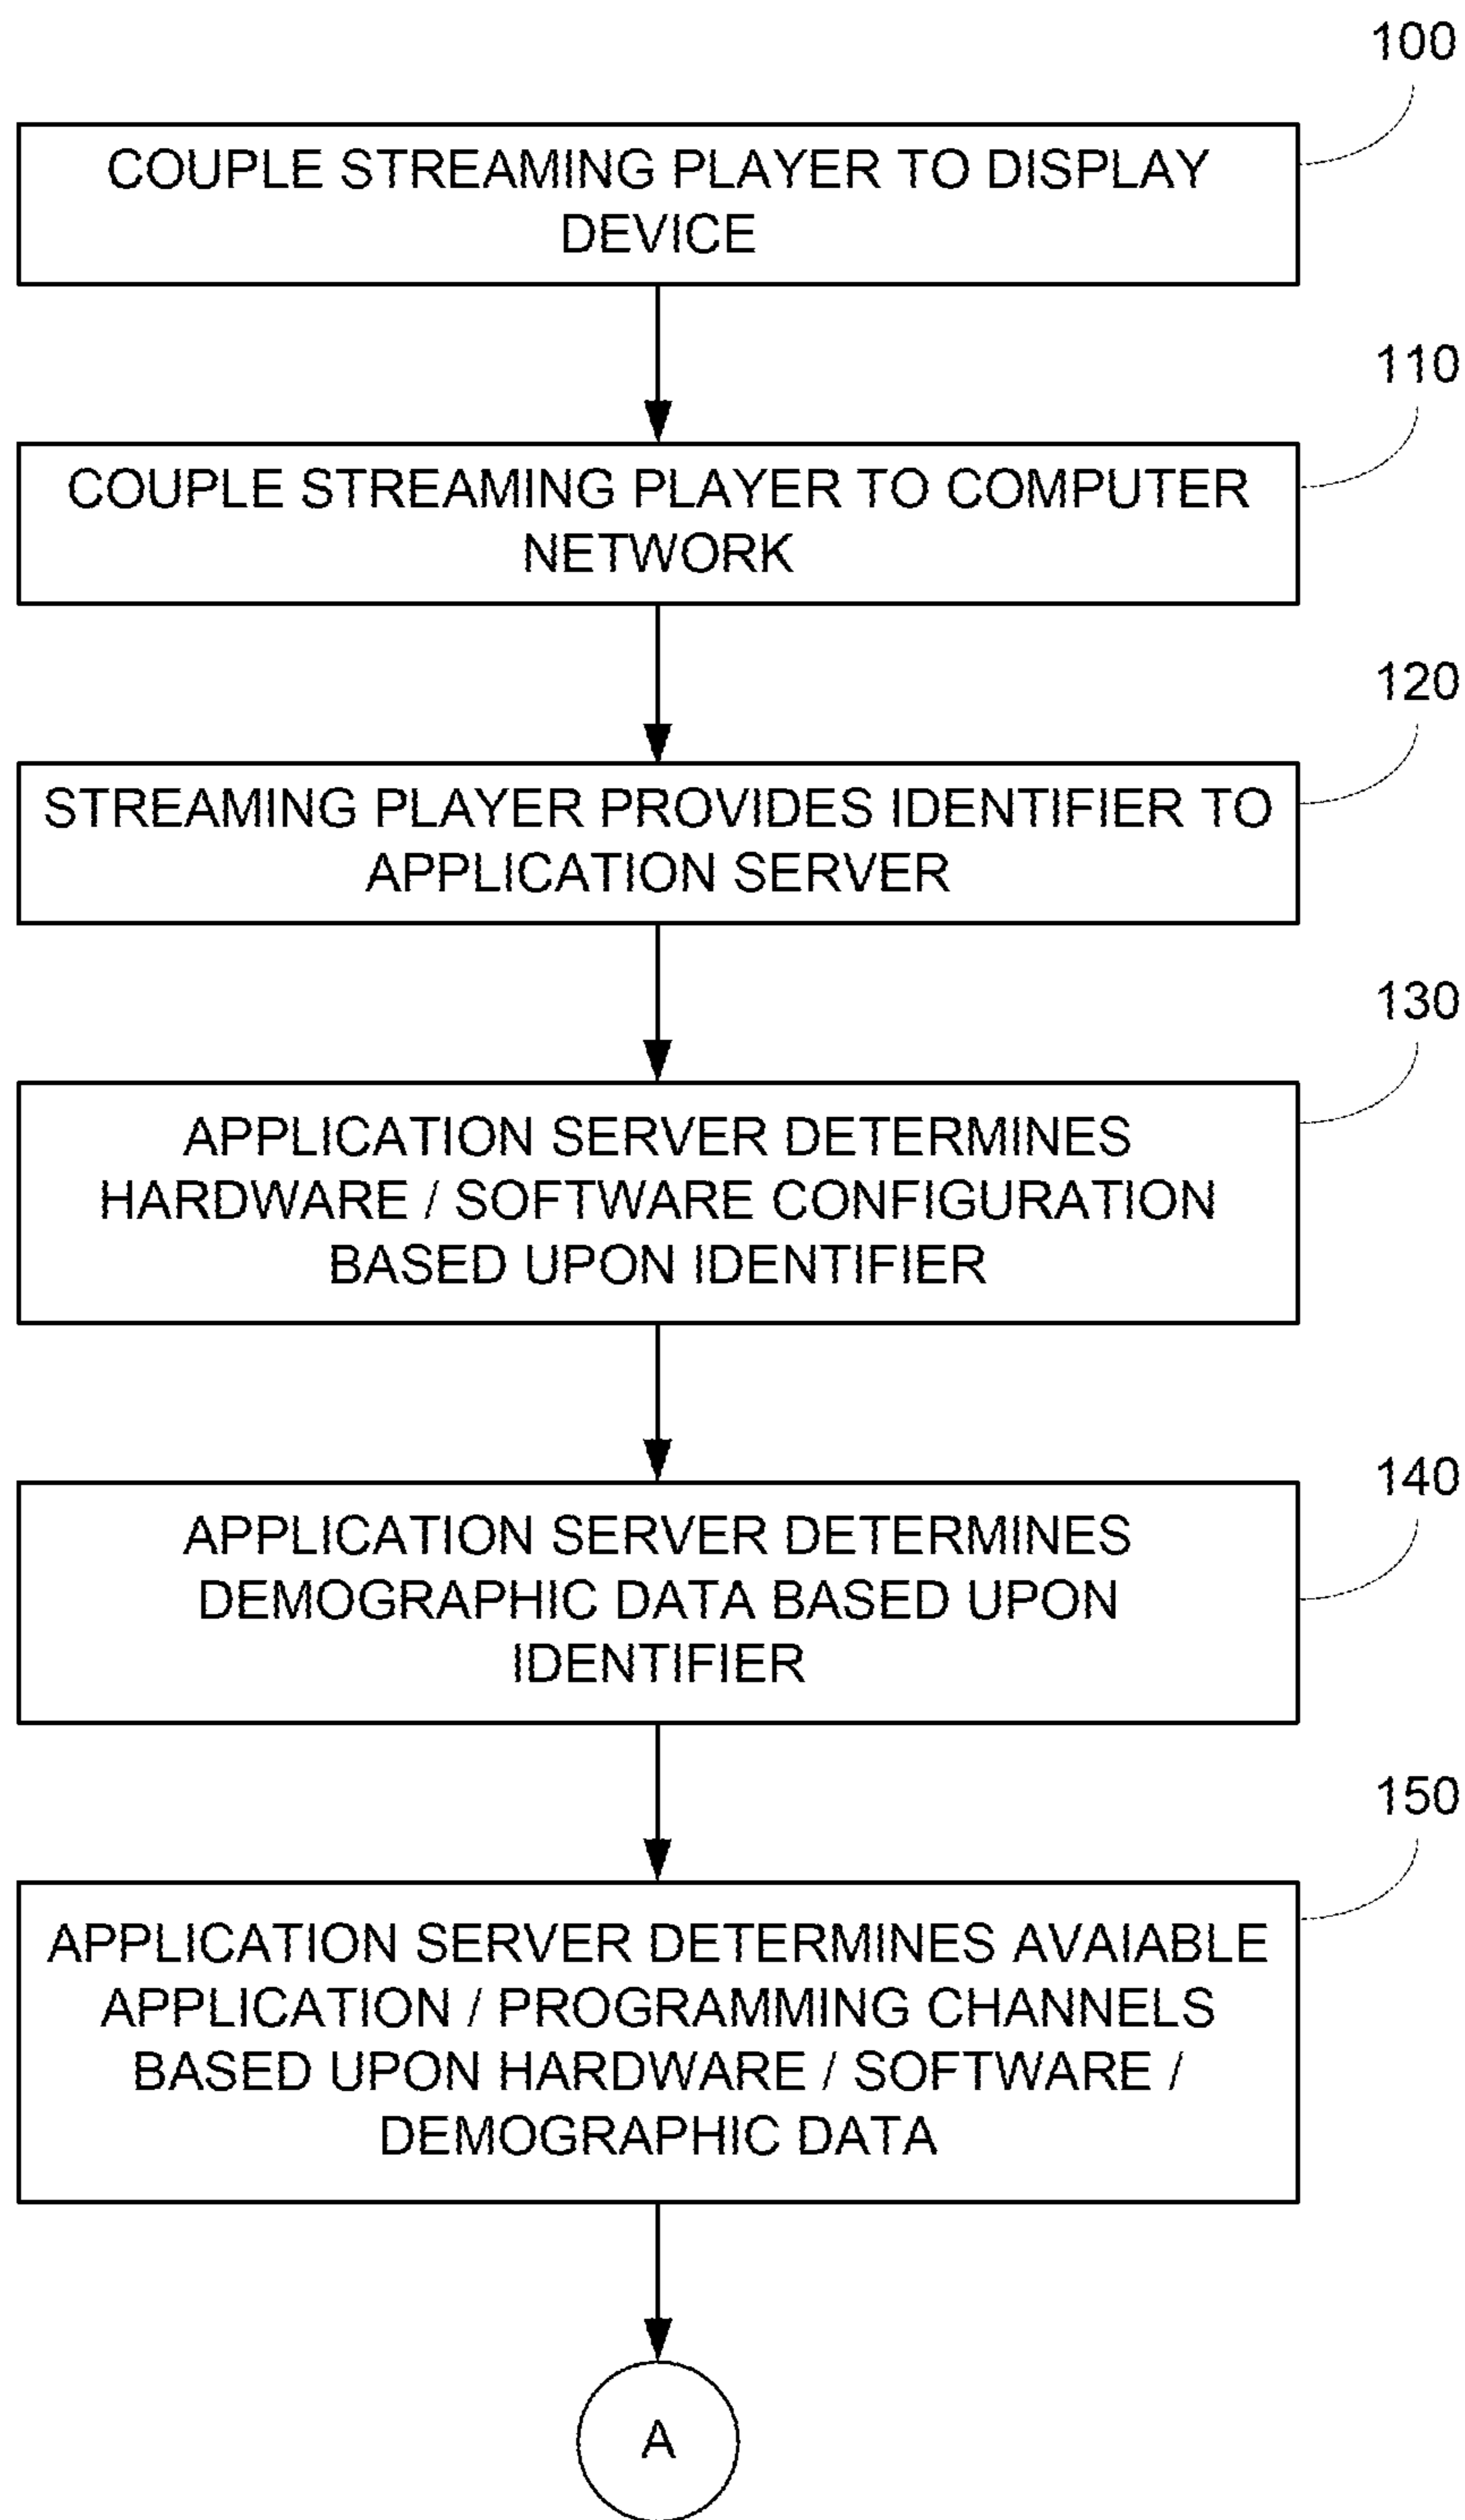 100
COUPLE STREAMING PLAYER TO DISPLAY
DEVICE
110
COUPLE STREAMING PLAYER TO COMPUTER
NETWORK
120
STREAMING PLAYER PROVIDES IDENTIFIER TO
APPLICATION SERVER
130
APPLICATION SERVER DETERMINES
HARDWARE / SOFTWARE CONFIGURATION
BASED UPON IDENTIFIER
140
APPLICATION SERVER DETERMINES
DEMOGRAPHIC DATA BASED UPON
IDENTIFIER
150
APPLICATION SERVER DETERMINES AVAIABLE
APPLICATION / PROGRAMMING CHANNELS
BASED UPON HARDWARE / SOFTWARE /
DEMOGRAPHIC DATA
A